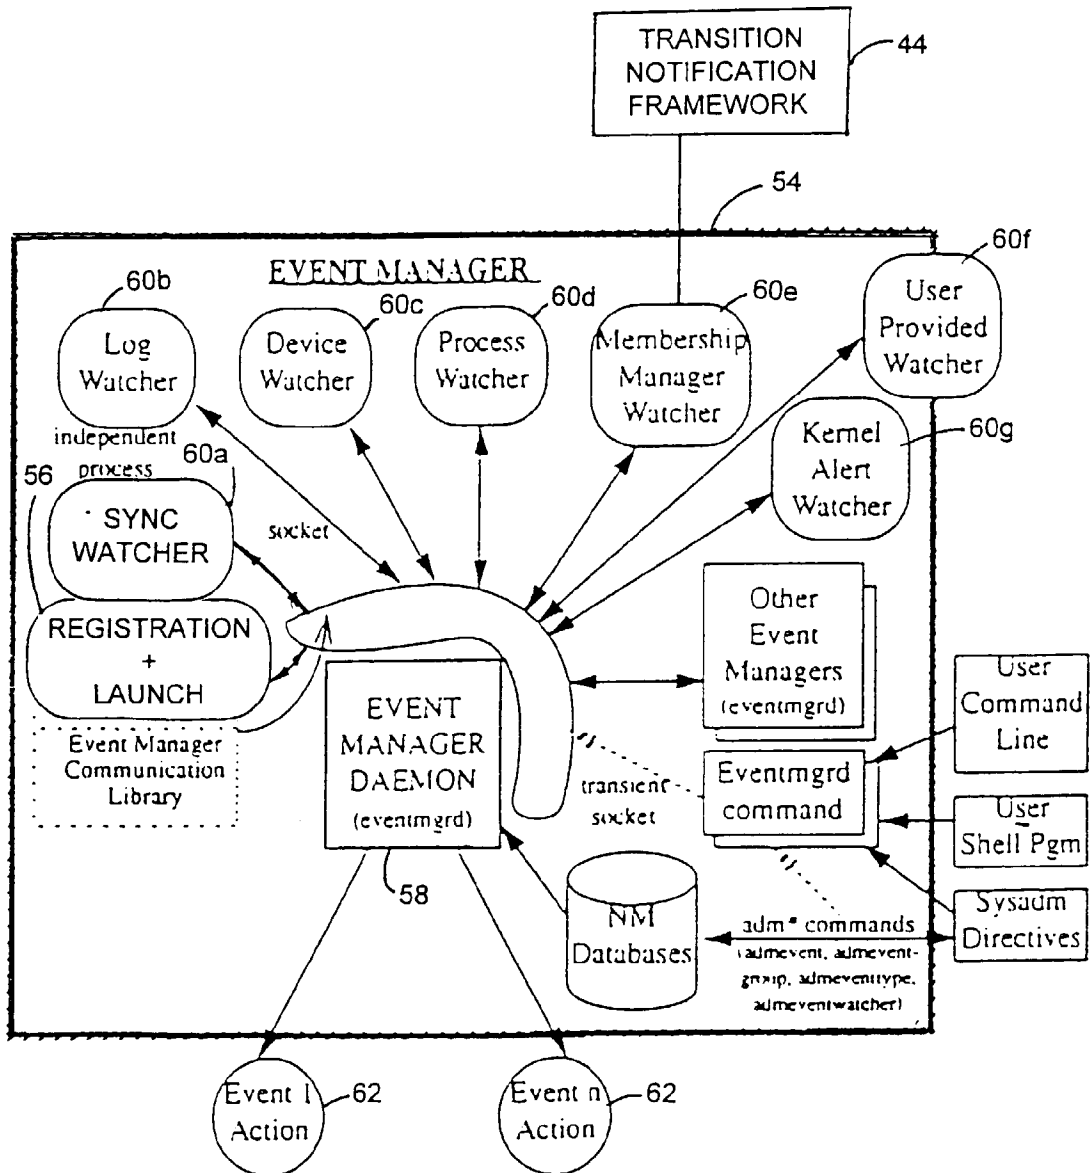 TRANSITION
NOTIFICATION
FRAMEWORK
44
54
EVENT MANAGER
60b
60c
60d
60e
60f
Log
Watcher
Device
Watcher
Process
Watcher
Membership
Manager
Watcher
User
Provided
Watcher
Kernel
Alert
Watcher
60g
independent
process
60a
56
SYNC
WATCHER
socket
REGISTRATION
+
LAUNCH
Event Manager
Communication
Library
EVENT
MANAGER
DAEMON
(eventmgrd)
58
Other
Event
Managers
(eventmgrd)
transient
socket
Eventmgrd
command
User
Command
Line
User
Shell Pgm
Sysadm
Directives
NM
Databases
adm* commands
(admevent, admevent-
group, admeventtype,
admeventwatcher)
Event 1
Action
62
Event n
Action
62